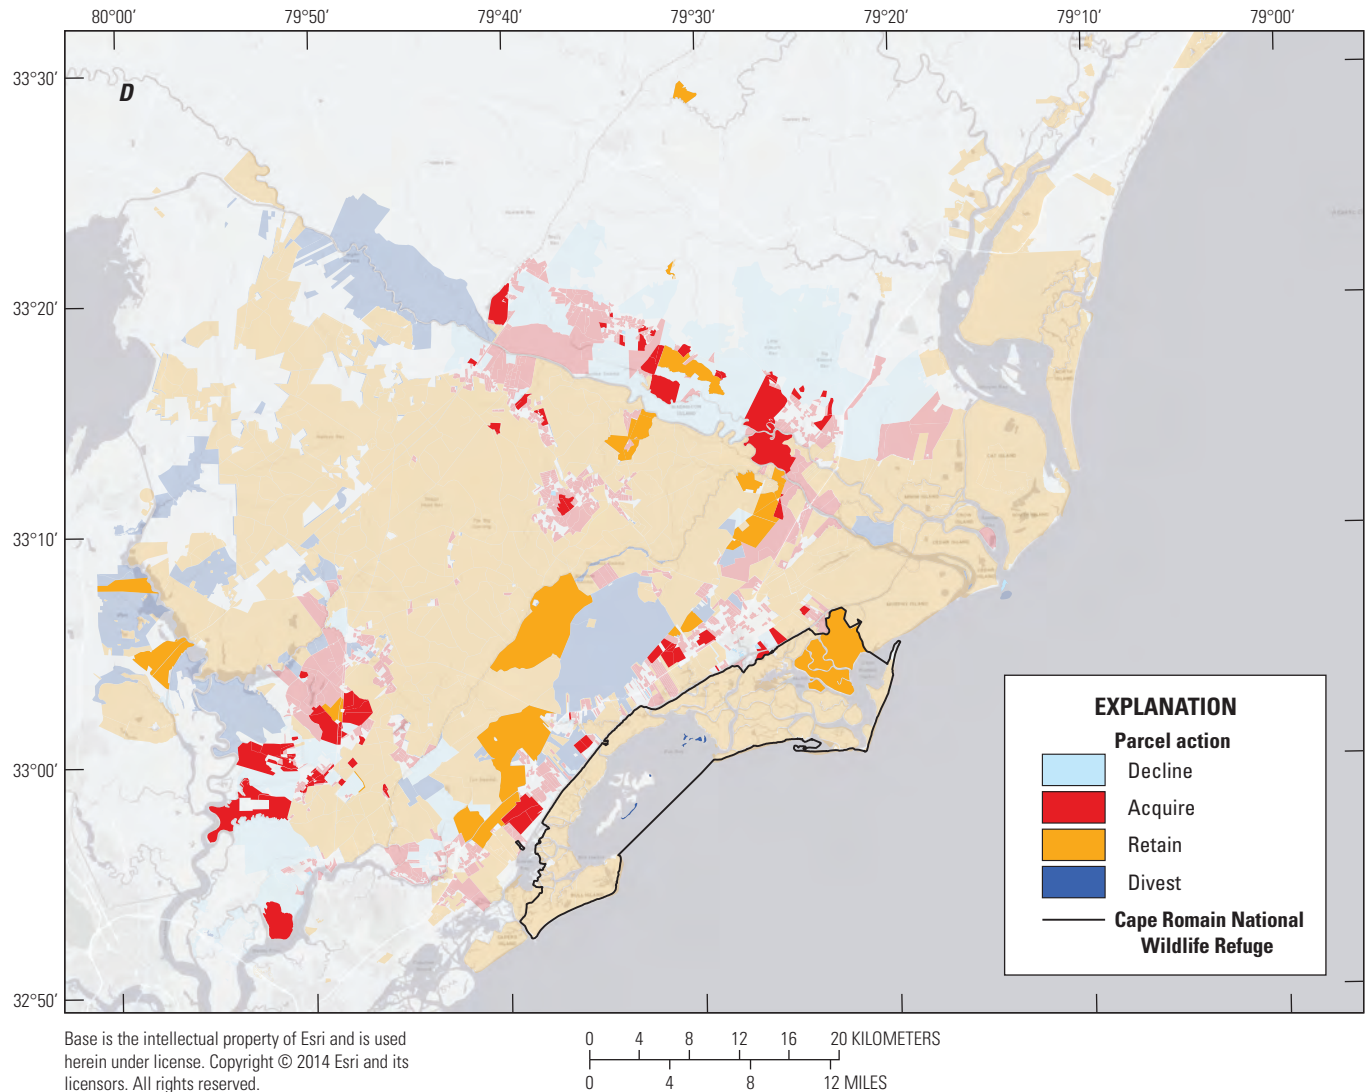 80°00′ 79°50′ 79°40′ 79°30′ 79°20′ 79°10′ 79°00′
33°30′
D
33°20′
33°10′
33°00′
32°50′
EXPLANATION
Parcel action
Decline
Acquire
Retain
Divest
Cape Romain National
Wildlife Refuge
Base is the intellectual property of Esri and is used
herein under license. Copyright © 2014 Esri and its
licensors. All rights reserved.
0 4 8 12 16 20 KILOMETERS
0 4 8 12 MILES